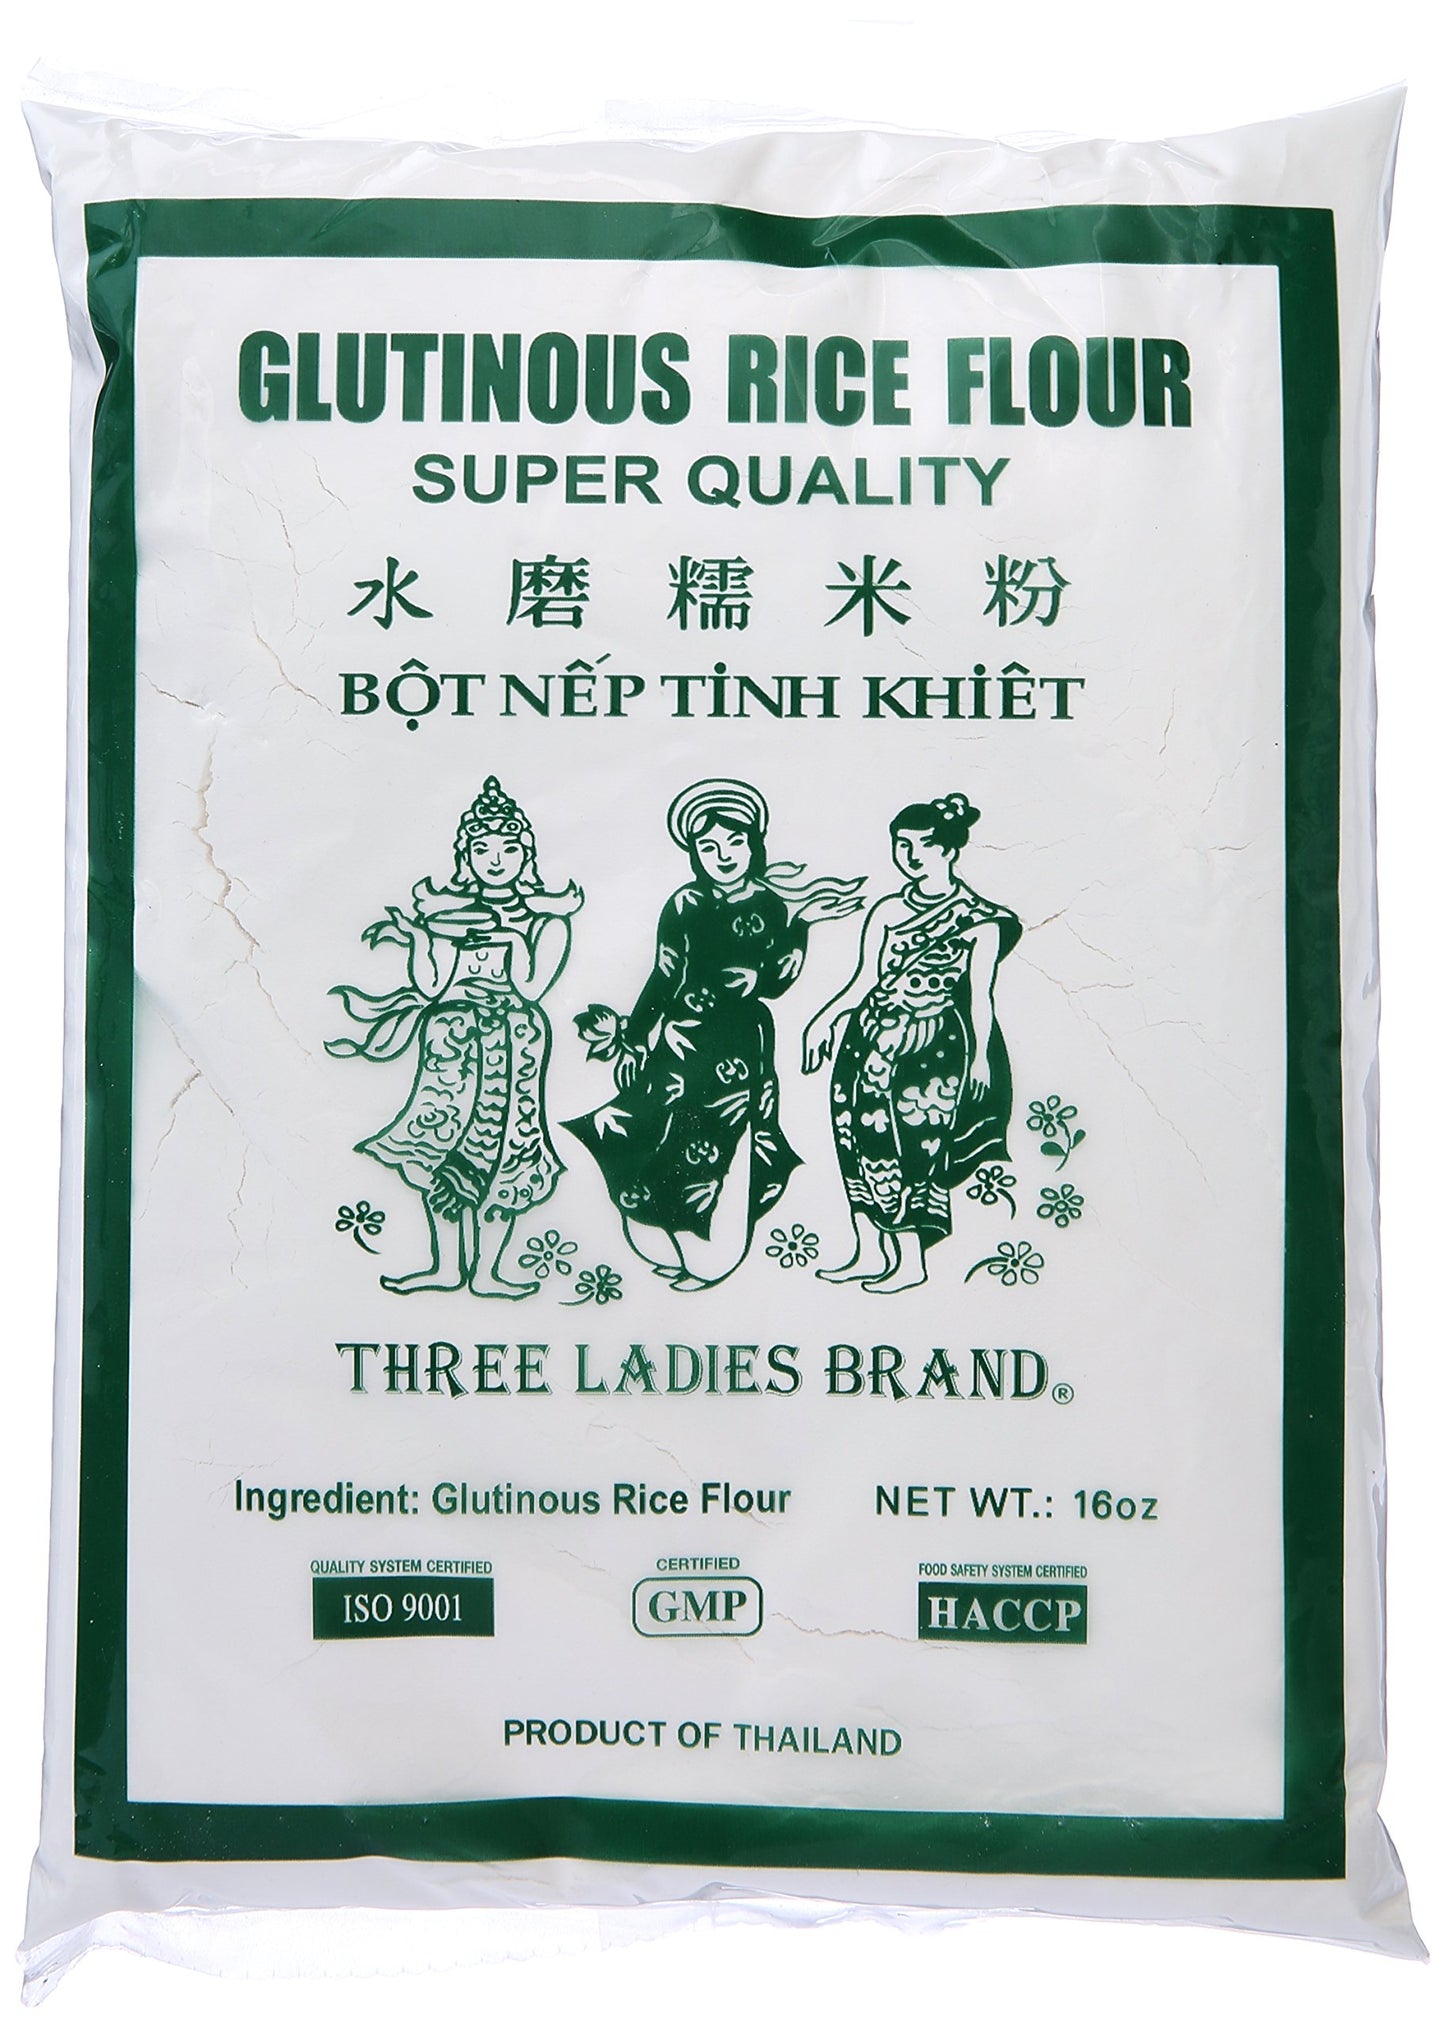 GLUTINOUS RICE FLOUR
SUPER QUALITY
水磨糯米粉
BỘT NẾP TINH KHIÊT
THREE LADIES BRAND®
Ingredient: Glutinous Rice Flour NET WT.: 16oz
QUALITY SYSTEM CERTIFIED CERTIFIED FOOD SAFETY SYSTEM CERTIFIED
ISO 9001 GMP HACCP
PRODUCT OF THAILAND